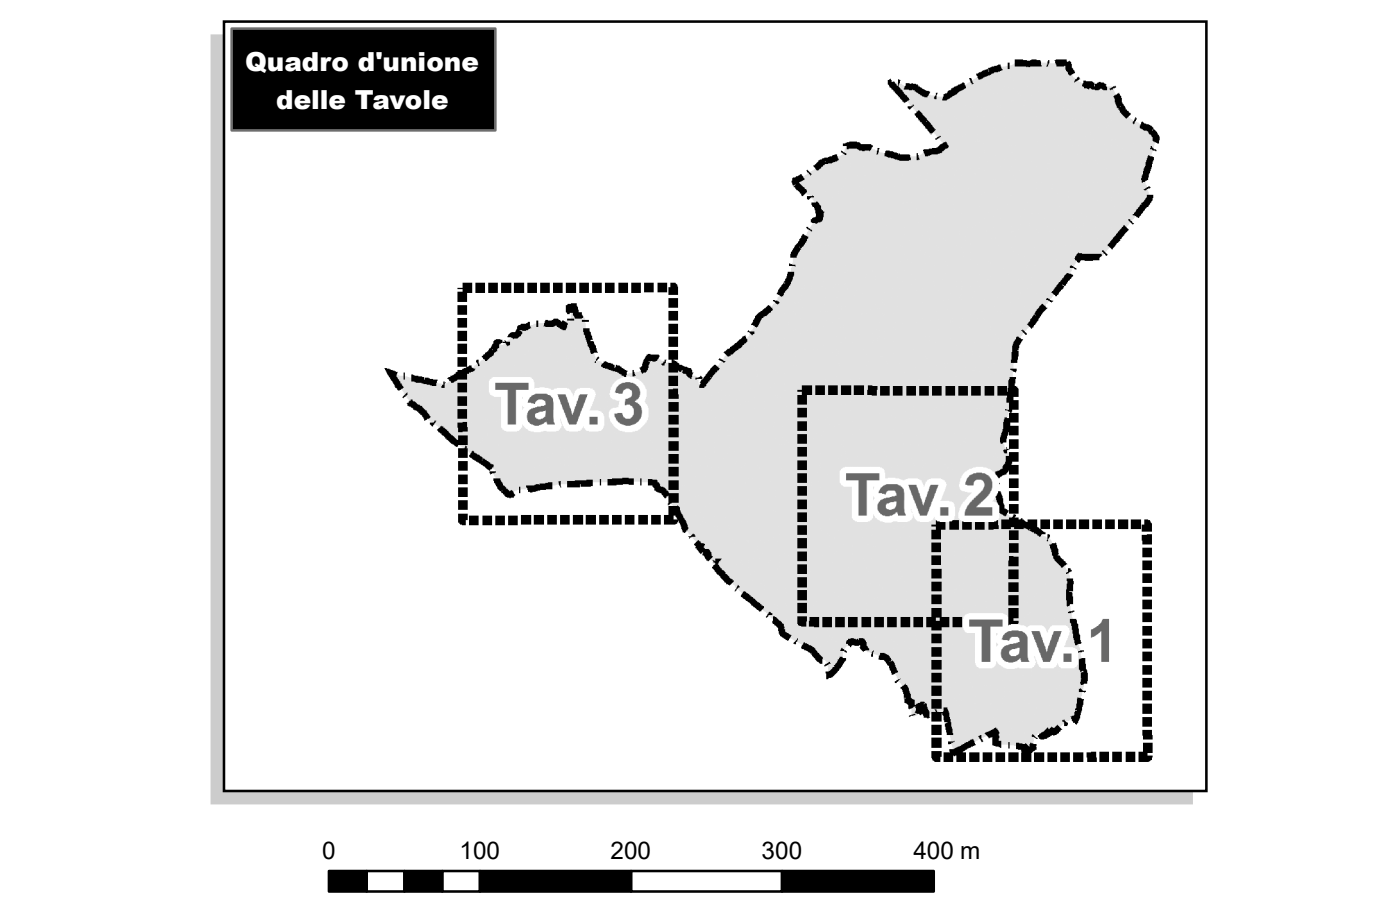 Quadro d'unione
delle Tavole
Tav. 3
Tav. 2
Tav. 1
0 100 200 300 400 m